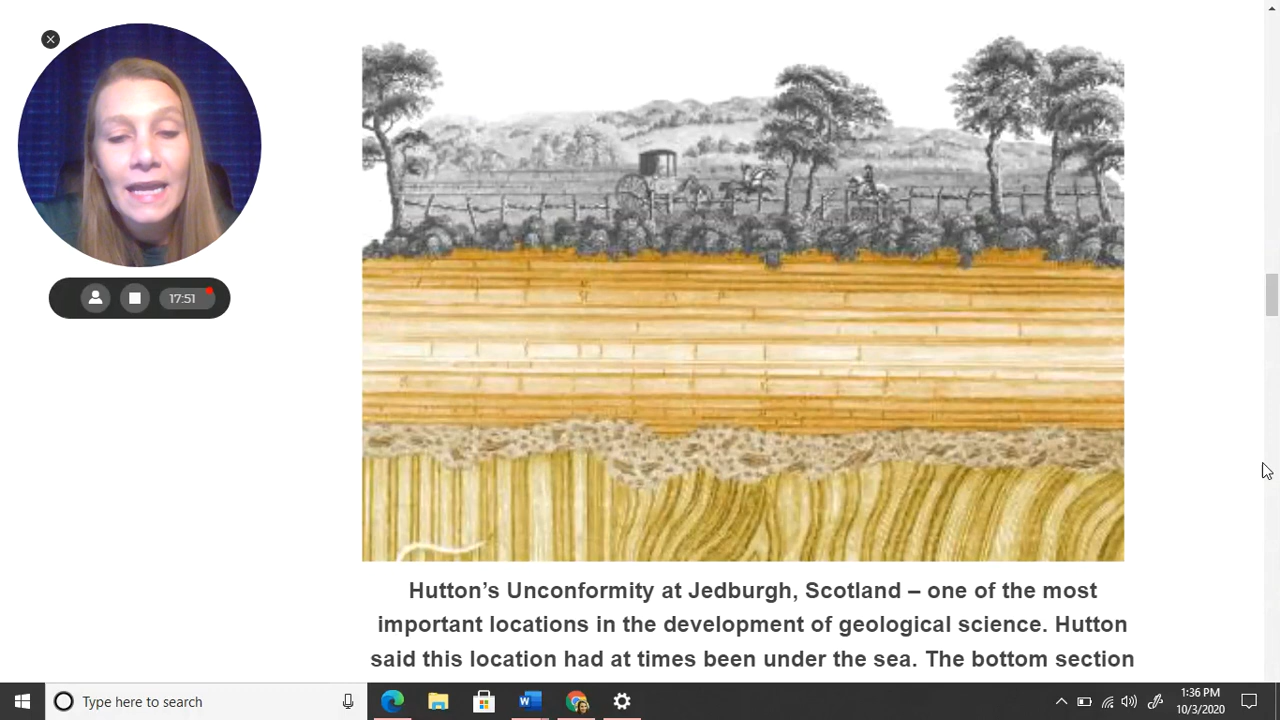 17:51
Hutton’s Unconformity at Jedburgh, Scotland – one of the most
important locations in the development of geological science. Hutton
said this location had at times been under the sea. The bottom section
Type here to search
1:36 PM
10/3/2020